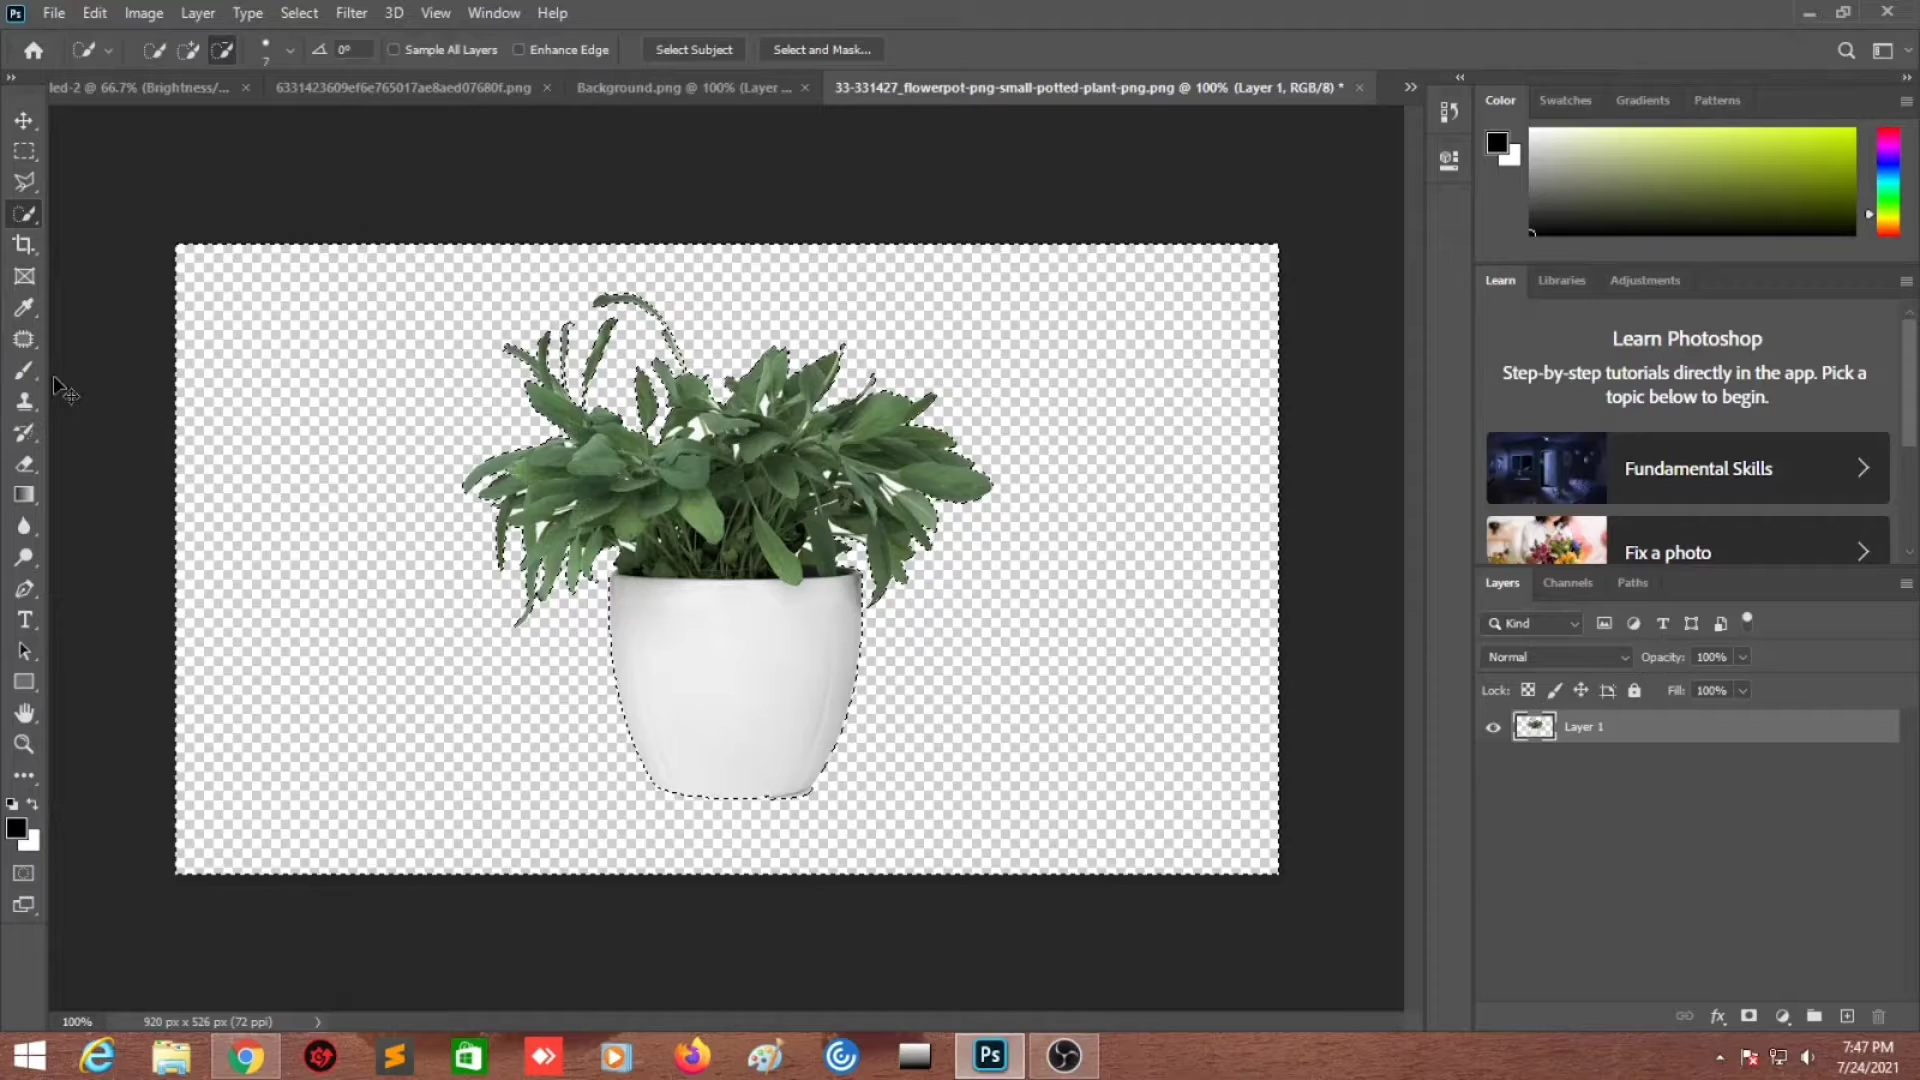 Ps File Edit Image Layer Type Select Filter 3D View Window Help
7 0° Sample All Layers Enhance Edge Select Subject Select and Mask...
led-2 @ 66.7% (Brightness/... 6331423609ef6e765017ae8aed07680f.png Background.png @ 100% (Layer ... 33-331427_flowerpot-png-small-potted-plant-png.png @ 100% (Layer 1, RGB/8) *
Color Swatches Gradients Patterns
Learn Libraries Adjustments
Learn Photoshop
Step-by-step tutorials directly in the app. Pick a
topic below to begin.
Fundamental Skills
Fix a photo
Layers Channels Paths
Kind
Normal Opacity: 100%
Lock: Fill: 100%
Layer 1
100% 920 px x 526 px (72 ppi)
Ps
7:47 PM
7/24/2021